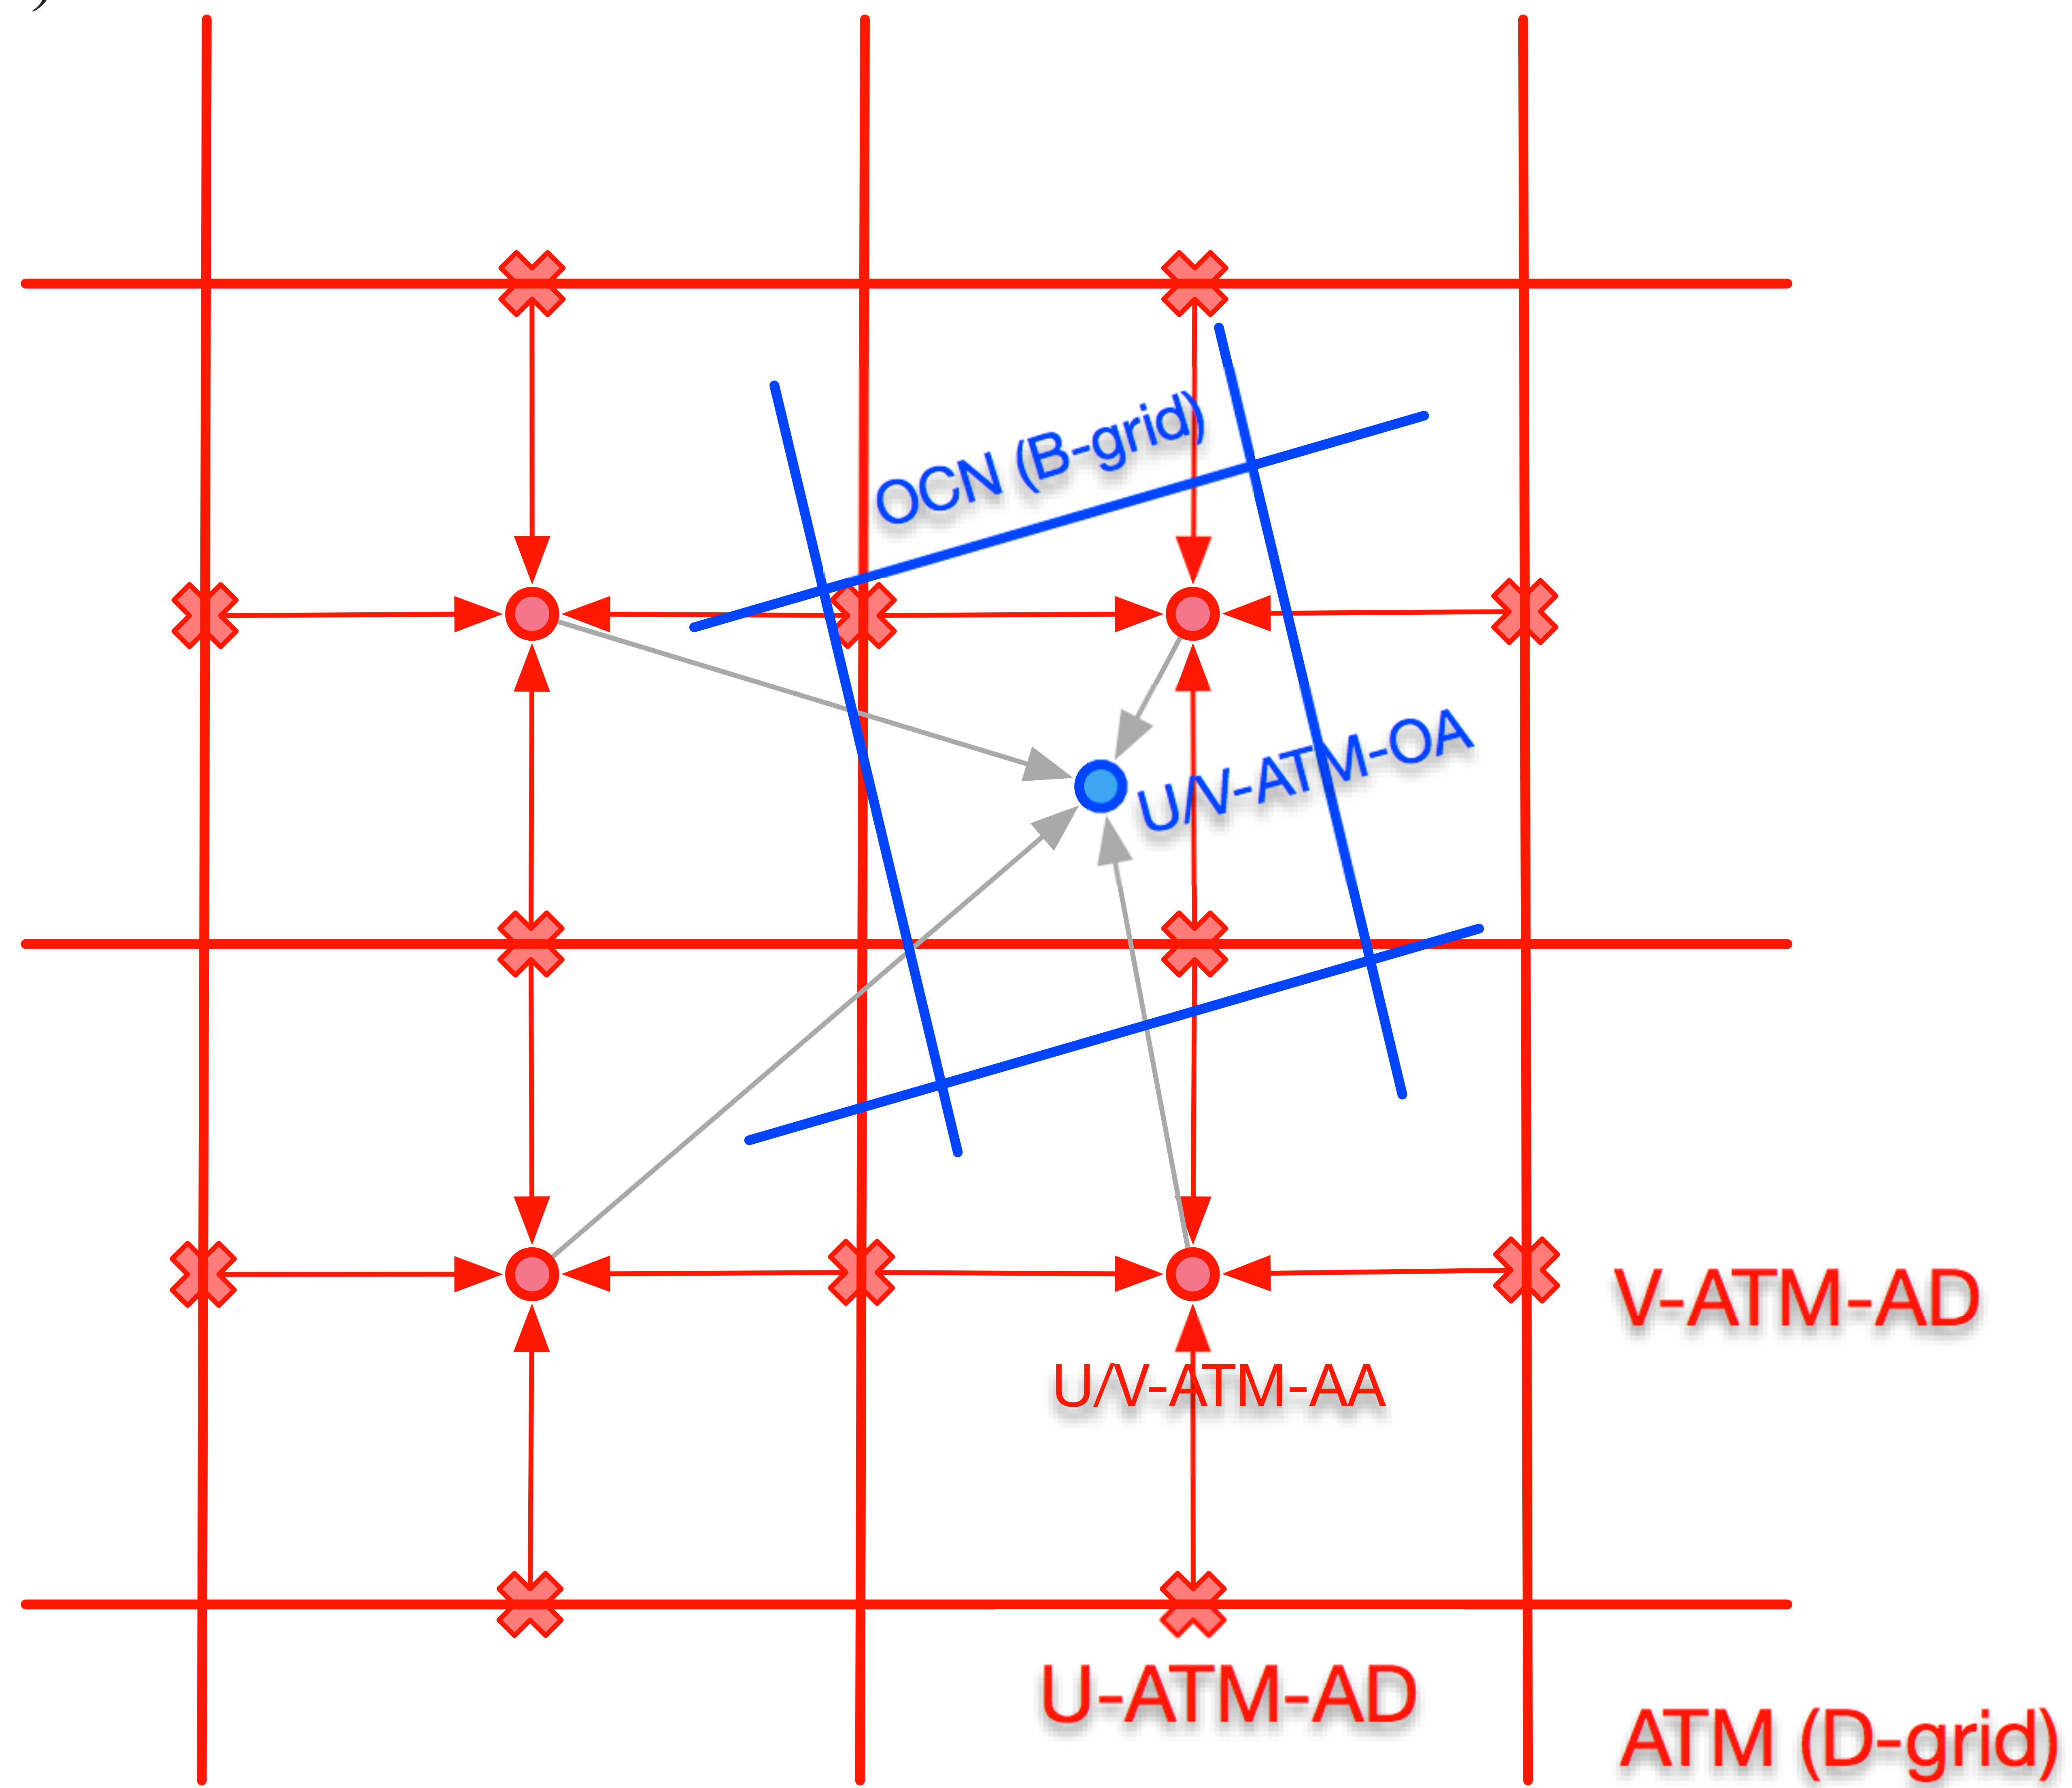 )
OCN (B-grid)
U/V-ATM-OA
V-ATM-AD
U/V-ATM-AA
U-ATM-AD
ATM (D-grid)